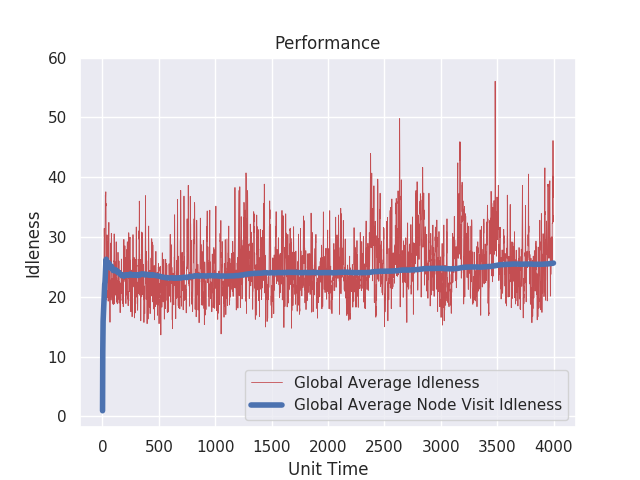 Performance
60
50
40
30
20
10
0
Idleness
Global Average Idleness
Global Average Node Visit Idleness
0 500 1000 1500 2000 2500 3000 3500 4000
Unit Time